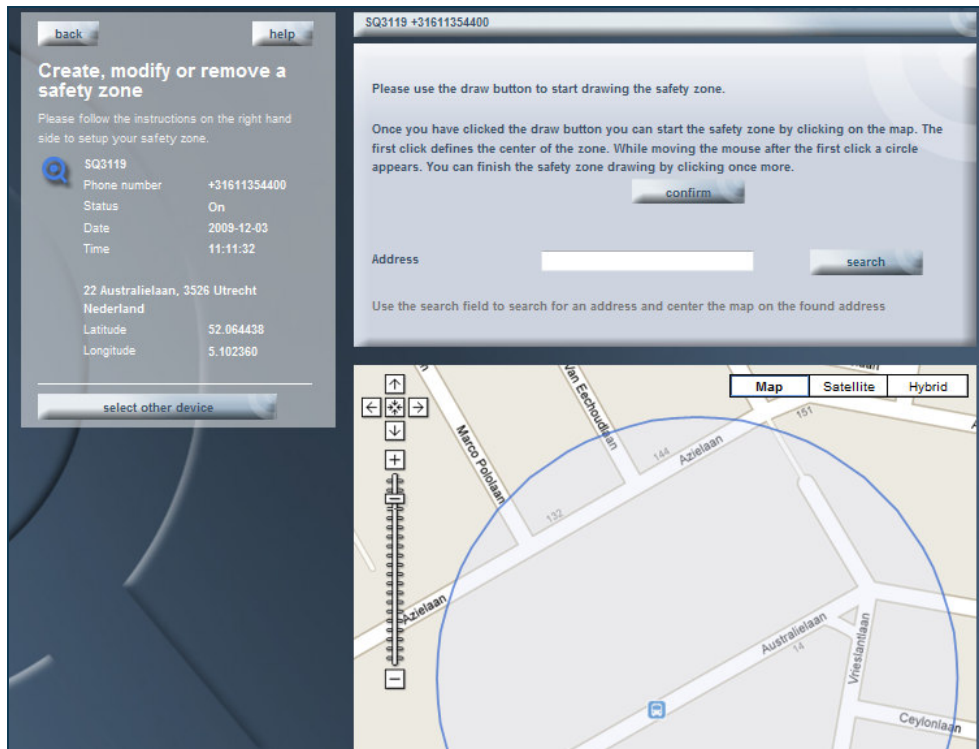 back
help
Create, modify or remove a
safety zone
Please follow the instructions on the right hand
side to setup your safety zone.
SQ3119
Phone number +31611354400
Status On
Date 2009-12-03
Time 11:11:32
22 Australielaan, 3526 Utrecht
Nederland
Latitude 52.064438
Longitude 5.102360
select other device
SQ3119 +31611354400
Please use the draw button to start drawing the safety zone.
Once you have clicked the draw button you can start the safety zone by clicking on the map. The
first click defines the center of the zone. While moving the mouse after the first click a circle
appears. You can finish the safety zone drawing by clicking once more.
confirm
Address
search
Use the search field to search for an address and center the map on the found address
Map Satellite Hybrid
Van Eechoudlaan
151
Marco Pololaan
144
Azielaan
132
Azielaan
Australielaan
14
Vrieslantlaan
Ceylonlaan